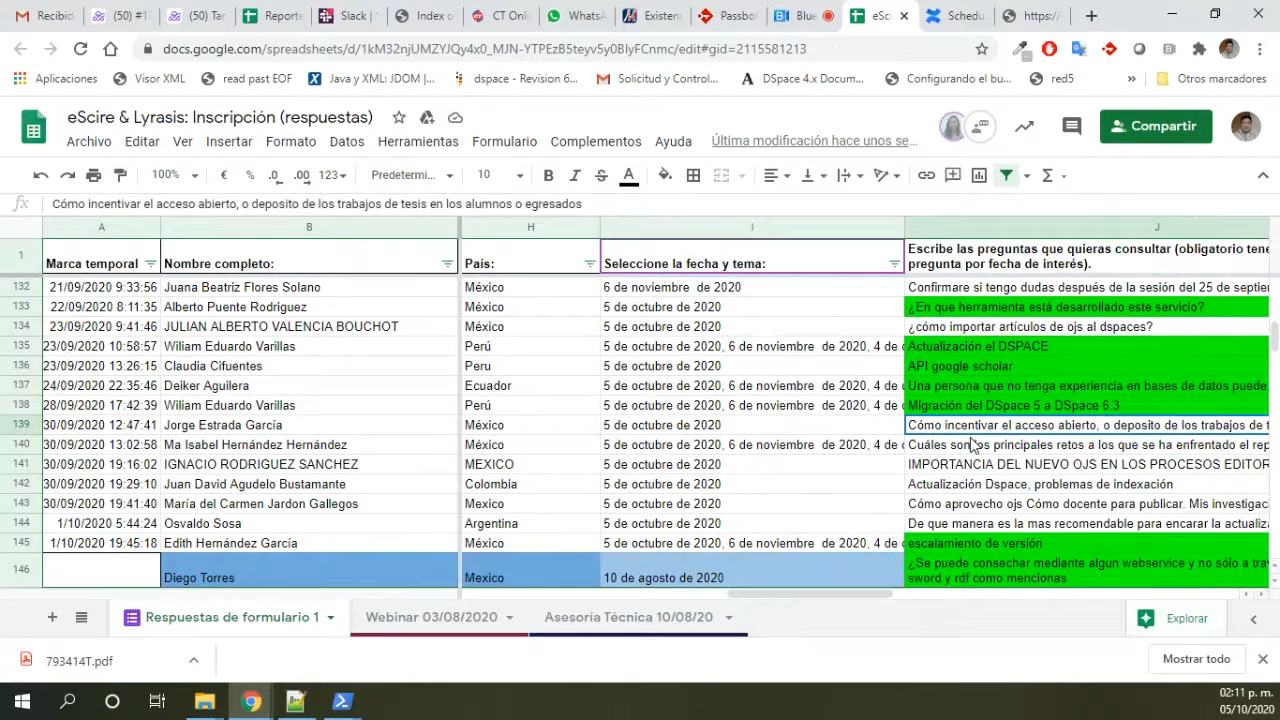 Recibido
(50) #1
(50) Tar
Reporte
Slack |
Index o
CT Onli
WhatsA
Existen
Passbol
Blue
eSc
Schedu
https:/
docs.google.com/spreadsheets/d/1kM32njUMZYJQy4x0_MJN-YTPEzB5teyv5y0BlyFCnmc/edit#gid=2115581213
Aplicaciones
Visor XML
read past EOF
Java y XML: JDOM |...
dspace - Revision 6...
Solicitud y Control...
DSpace 4.x Docum...
Configurando el bu...
red5
»
Otros marcadores
eScire & Lyrasis: Inscripción (respuestas)
Compartir
Archivo Editar Ver Insertar Formato Datos Herramientas Formulario Complementos Ayuda Última modificación hace unos se...
100% € % .0 .00 123 Predetermi... 10 B I S A Σ
fx Cómo incentivar el acceso abierto, o deposito de los trabajos de tesis en los alumnos o egresados
A B H I J
1 Marca temporal Nombre completo: País: Seleccione la fecha y tema: Escribe las preguntas que quieras consultar (obligatorio tene
pregunta por fecha de interés).
132 21/09/2020 9:33:56 Juana Beatriz Flores Solano México 6 de noviembre de 2020 Confirmare si tengo dudas después de la sesión del 25 de septien
133 22/09/2020 8:11:35 Alberto Puente Rodriguez México 5 de octubre de 2020 ¿En que herramienta está desarrollado este servicio?
134 23/09/2020 9:41:46 JULIAN ALBERTO VALENCIA BOUCHOT México 5 de octubre de 2020 ¿cómo importar artículos de ojs al dspaces?
135 23/09/2020 10:58:57 Wiliam Eduardo Varillas Perú 5 de octubre de 2020, 6 de noviembre de 2020, 4 de c Actualización el DSPACE
136 23/09/2020 13:26:15 Claudia Cifuentes Peru 5 de octubre de 2020 API google scholar
137 24/09/2020 22:35:46 Deiker Aguilera Ecuador 5 de octubre de 2020, 6 de noviembre de 2020, 4 de c Una persona que no tenga experiencia en bases de datos puede
138 28/09/2020 17:42:39 Wiliam Eduardo Varillas Perú 5 de octubre de 2020, 6 de noviembre de 2020, 4 de c Migración del DSpace 5 a DSpace 6.3
139 30/09/2020 12:47:41 Jorge Estrada García México 5 de octubre de 2020 Cómo incentivar el acceso abierto, o deposito de los trabajos de t
140 30/09/2020 13:02:58 Ma Isabel Hernández Hernández México 5 de octubre de 2020, 6 de noviembre de 2020, 4 de c Cuáles son los principales retos a los que se ha enfrentado el rep
141 30/09/2020 19:16:02 IGNACIO RODRIGUEZ SANCHEZ MEXICO 5 de octubre de 2020 IMPORTANCIA DEL NUEVO OJS EN LOS PROCESOS EDITOR
142 30/09/2020 19:29:10 Juan David Agudelo Bustamante Colombia 5 de octubre de 2020 Actualización Dspace, problemas de indexación
143 30/09/2020 19:41:40 María del Carmen Jardon Gallegos Mexico 5 de octubre de 2020 Cómo aprovecho ojs Cómo docente para publicar. Mis investigac
144 1/10/2020 5:44:24 Osvaldo Sosa Argentina 5 de octubre de 2020 De que manera es la mas recomendable para encarar la actualiza
145 1/10/2020 19:45:18 Edith Hernández García México 5 de octubre de 2020, 6 de noviembre de 2020, 4 de c escalamiento de versión
146 Diego Torres Mexico 10 de agosto de 2020 ¿Se puede consechar mediante algun webservice y no sólo a trav
sword y rdf como mencionas
Respuestas de formulario 1 Webinar 03/08/2020 Asesoría Técnica 10/08/20 Explorar
793414T.pdf Mostrar todo
02:11 p. m.
05/10/2020